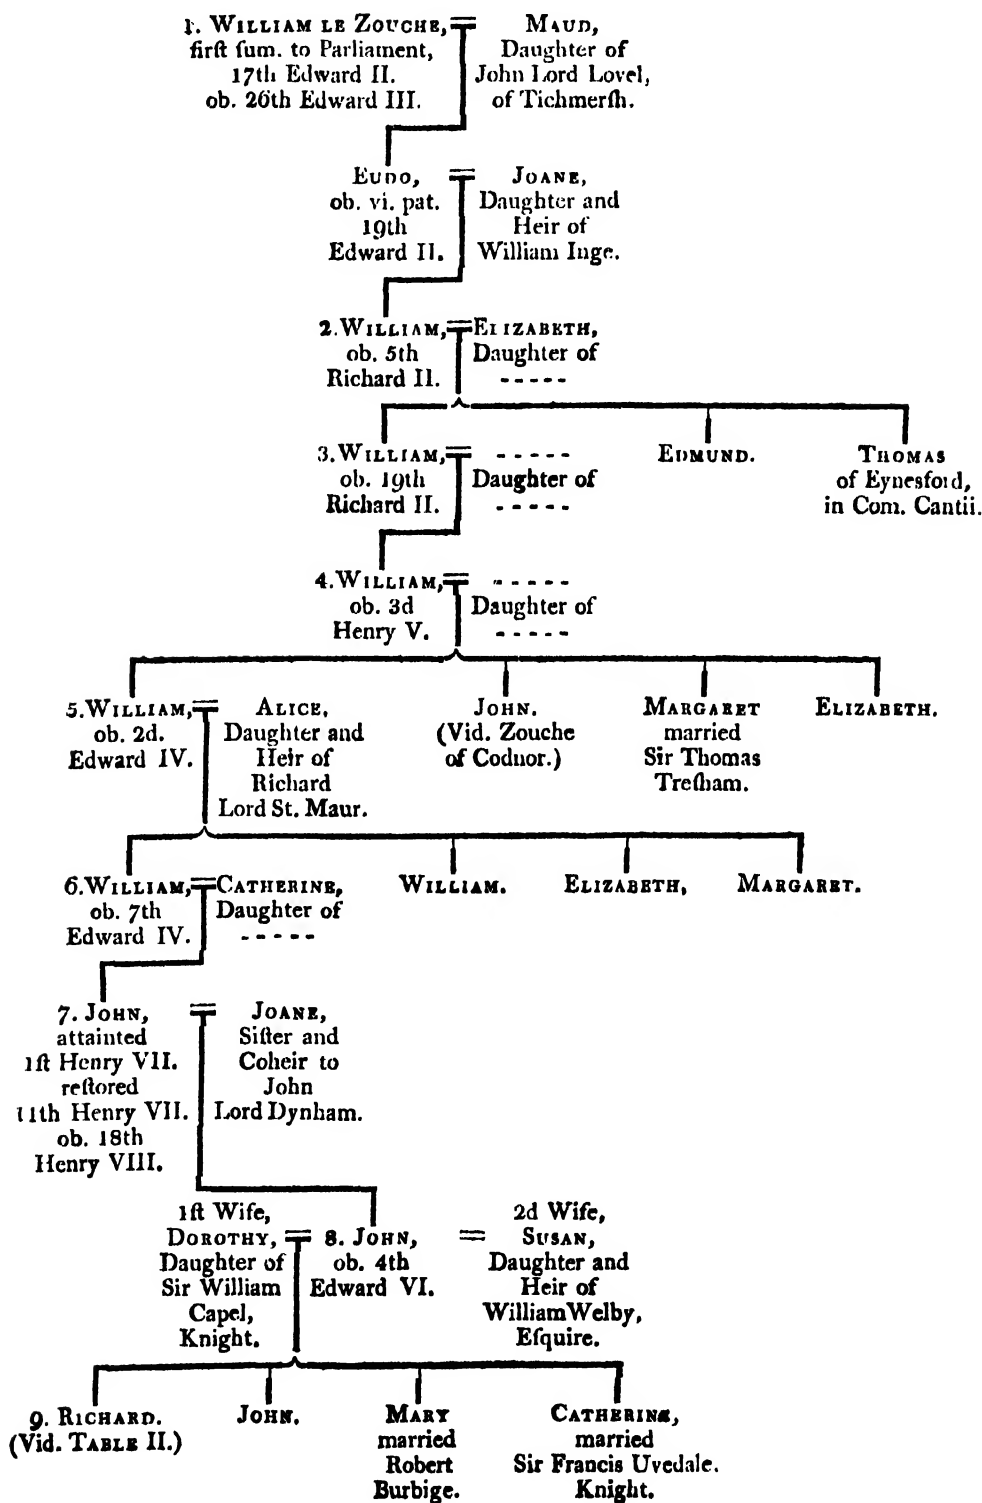 1. WILLIAM LE ZOUCHE,
firſt ſum. to Parliament,
17th Edward II.
ob. 26th Edward III.
MAUD,
Daughter of
John Lord Lovel,
of Tichmerſh.
EUDO,
ob. vi. pat.
19th
Edward II.
JOANE,
Daughter and
Heir of
William Inge.
2. WILLIAM,
ob. 5th
Richard II.
ELIZABETH,
Daughter of
- - - - -
3. WILLIAM,
ob. 19th
Richard II.
- - - - -
Daughter of
- - - - -
EDMUND.
THOMAS
of Eynesford,
in Com. Cantii.
4. WILLIAM,
ob. 3d
Henry V.
- - - - -
Daughter of
- - - - -
5. WILLIAM,
ob. 2d.
Edward IV.
ALICE,
Daughter and
Heir of
Richard
Lord St. Maur.
JOHN.
(Vid. Zouche
of Codnor.)
MARGARET
married
Sir Thomas
Treſham.
ELIZABETH.
6. WILLIAM,
ob. 7th
Edward IV.
CATHERINE,
Daughter of
- - - - -
WILLIAM.
ELIZABETH,
MARGARET.
7. JOHN,
attainted
1ſt Henry VII.
reſtored
11th Henry VII.
ob. 18th
Henry VIII.
JOANE,
Siſter and
Coheir to
John
Lord Dynham.
1ſt Wife,
DOROTHY,
Daughter of
Sir William
Capel,
Knight.
8. JOHN,
ob. 4th
Edward VI.
2d Wife,
SUSAN,
Daughter and
Heir of
William Welby,
Eſquire.
9. RICHARD.
(Vid. TABLE II.)
JOHN.
MARY
married
Robert
Burbige.
CATHERINE,
married
Sir Francis Uvedale.
Knight.